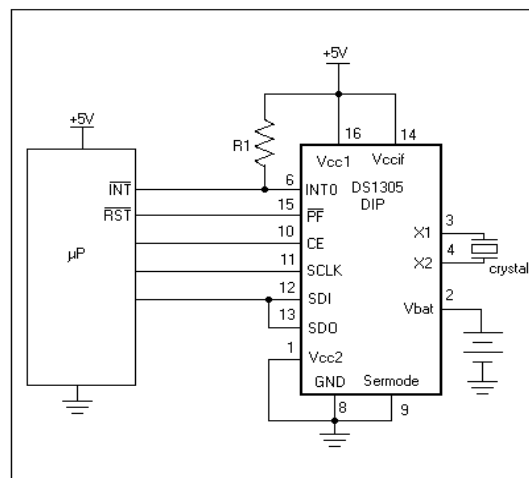 +5V
+5V
16
14
R1
Vcc1
Vccif
INT
6
INT0
DS1305
DIP
RST
15
PF
3
X1
10
CE
µP
4
X2
crystal
11
SCLK
12
SDI
2
Vbat
13
SDO
1
Vcc2
GND
Sermode
8
9